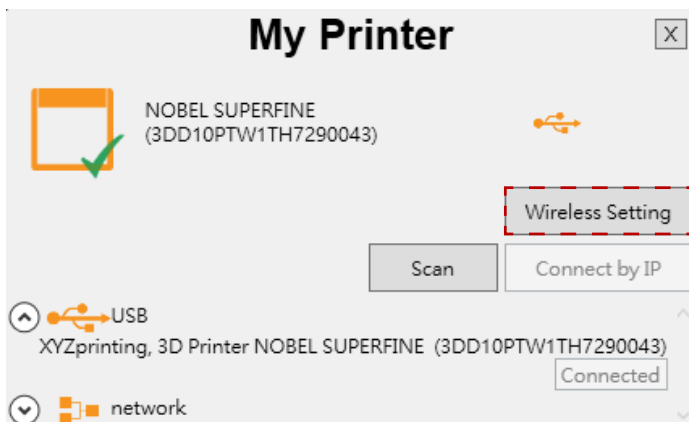 My Printer
X
NOBEL SUPERFINE
(3DD10PTW1TH7290043)
Wireless Setting
Scan
Connect by IP
USB
XYZprinting, 3D Printer NOBEL SUPERFINE (3DD10PTW1TH7290043)
Connected
network